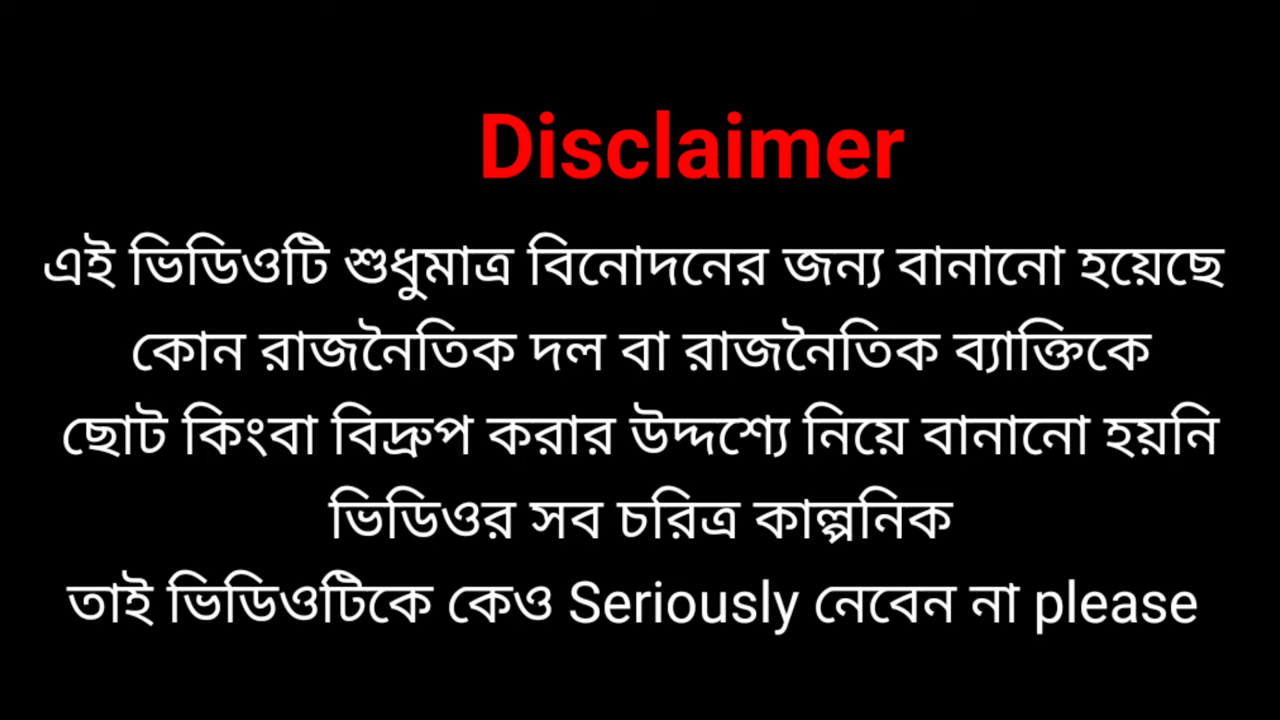 Disclaimer
এই ভিডিওটি শুধুমাত্র বিনোদনের জন্য বানানো হয়েছে
কোন রাজনৈতিক দল বা রাজনৈতিক ব্যাক্তিকে
ছোট কিংবা বিদ্রুপ করার উদ্দশ্যে নিয়ে বানানো হয়নি
ভিডিওর সব চরিত্র কাল্পনিক
তাই ভিডিওটিকে কেও Seriously নেবেন না please